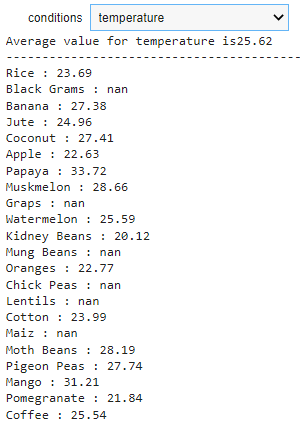 conditions temperature
Average value for temperature is25.62
----------------------------------------
Rice : 23.69
Black Grams : nan
Banana : 27.38
Jute : 24.96
Coconut : 27.41
Apple : 22.63
Papaya : 33.72
Muskmelon : 28.66
Graps : nan
Watermelon : 25.59
Kidney Beans : 20.12
Mung Beans : nan
Oranges : 22.77
Chick Peas : nan
Lentils : nan
Cotton : 23.99
Maiz : nan
Moth Beans : 28.19
Pigeon Peas : 27.74
Mango : 31.21
Pomegranate : 21.84
Coffee : 25.54